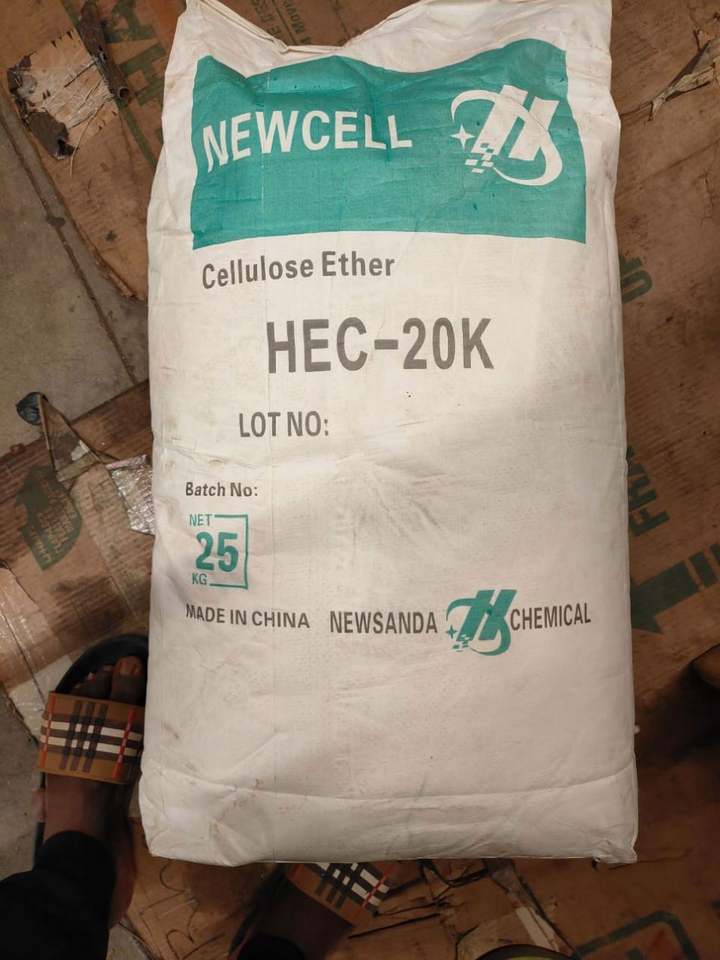 NEWCELL
Cellulose Ether
HEC-20K
LOT NO:
Batch No:
NET
25
KG
MADE IN CHINA NEWSANDA CHEMICAL